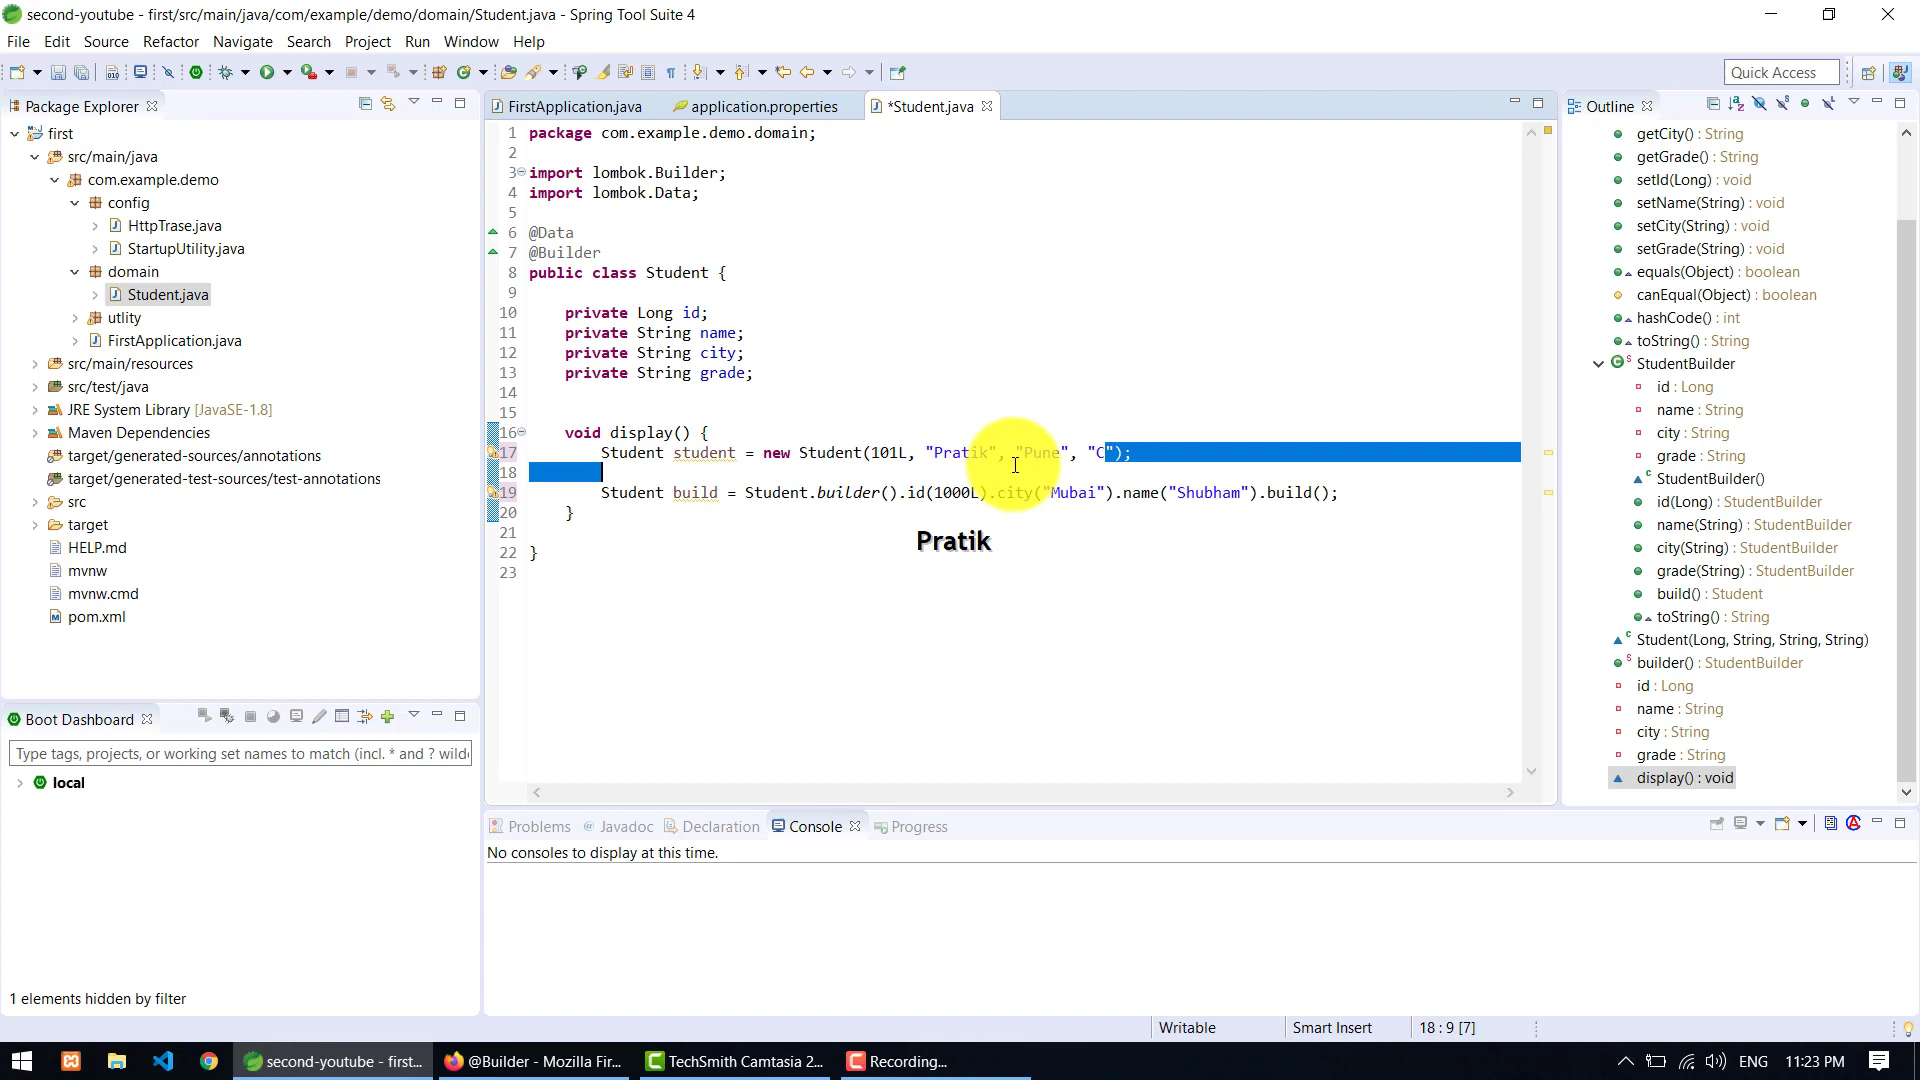 second-youtube - first/src/main/java/com/example/demo/domain/Student.java - Spring Tool Suite 4
File Edit Source Refactor Navigate Search Project Run Window Help
Quick Access
Package Explorer
first
src/main/java
com.example.demo
config
HttpTrase.java
StartupUtility.java
domain
Student.java
utlity
FirstApplication.java
src/main/resources
src/test/java
JRE System Library [JavaSE-1.8]
Maven Dependencies
target/generated-sources/annotations
target/generated-test-sources/test-annotations
src
target
HELP.md
mvnw
mvnw.cmd
pom.xml
Boot Dashboard
Type tags, projects, or working set names to match (incl. * and ? wild
local
1 elements hidden by filter
FirstApplication.java application.properties *Student.java
1 package com.example.demo.domain;
2
3 import lombok.Builder;
4 import lombok.Data;
5
6 @Data
7 @Builder
8 public class Student {
9
10 private Long id;
11 private String name;
12 private String city;
13 private String grade;
14
15
16 void display() {
17 Student student = new Student(101L, "Pratik", "Pune", "C");
18
19 Student build = Student.builder().id(1000L).city("Mubai").name("Shubham").build();
20 }
21
22 }
23
Pratik
Outline
getCity() : String
getGrade() : String
setId(Long) : void
setName(String) : void
setCity(String) : void
setGrade(String) : void
equals(Object) : boolean
canEqual(Object) : boolean
hashCode() : int
toString() : String
StudentBuilder
id : Long
name : String
city : String
grade : String
StudentBuilder()
id(Long) : StudentBuilder
name(String) : StudentBuilder
city(String) : StudentBuilder
grade(String) : StudentBuilder
build() : Student
toString() : String
Student(Long, String, String, String)
builder() : StudentBuilder
id : Long
name : String
city : String
grade : String
display() : void
Problems @ Javadoc Declaration Console Progress
No consoles to display at this time.
Writable Smart Insert 18 : 9 [7]
second-youtube - first... @Builder - Mozilla Fir... TechSmith Camtasia 2... Recording... ENG 11:23 PM